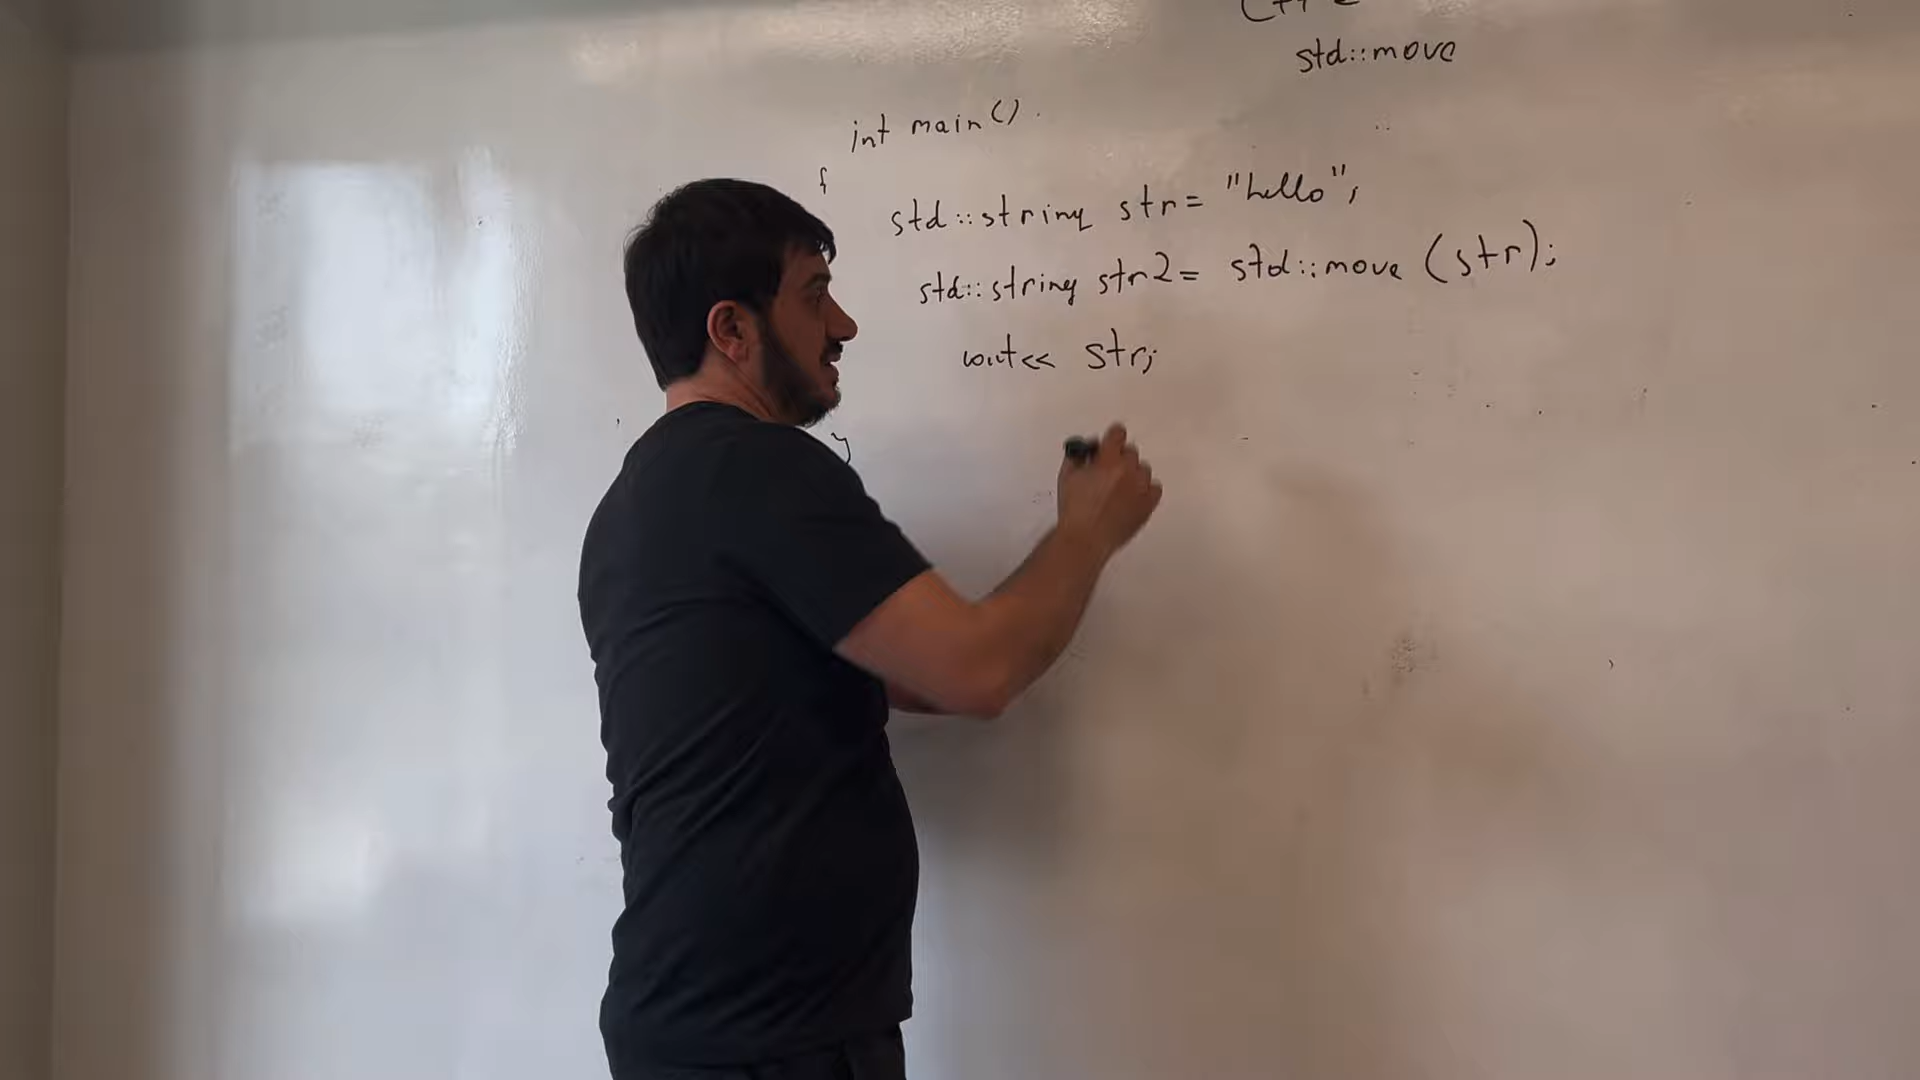 std::move
int main()
{
std::string str = "hello";
std::string str2 = std::move (str);
cout<< str;
}